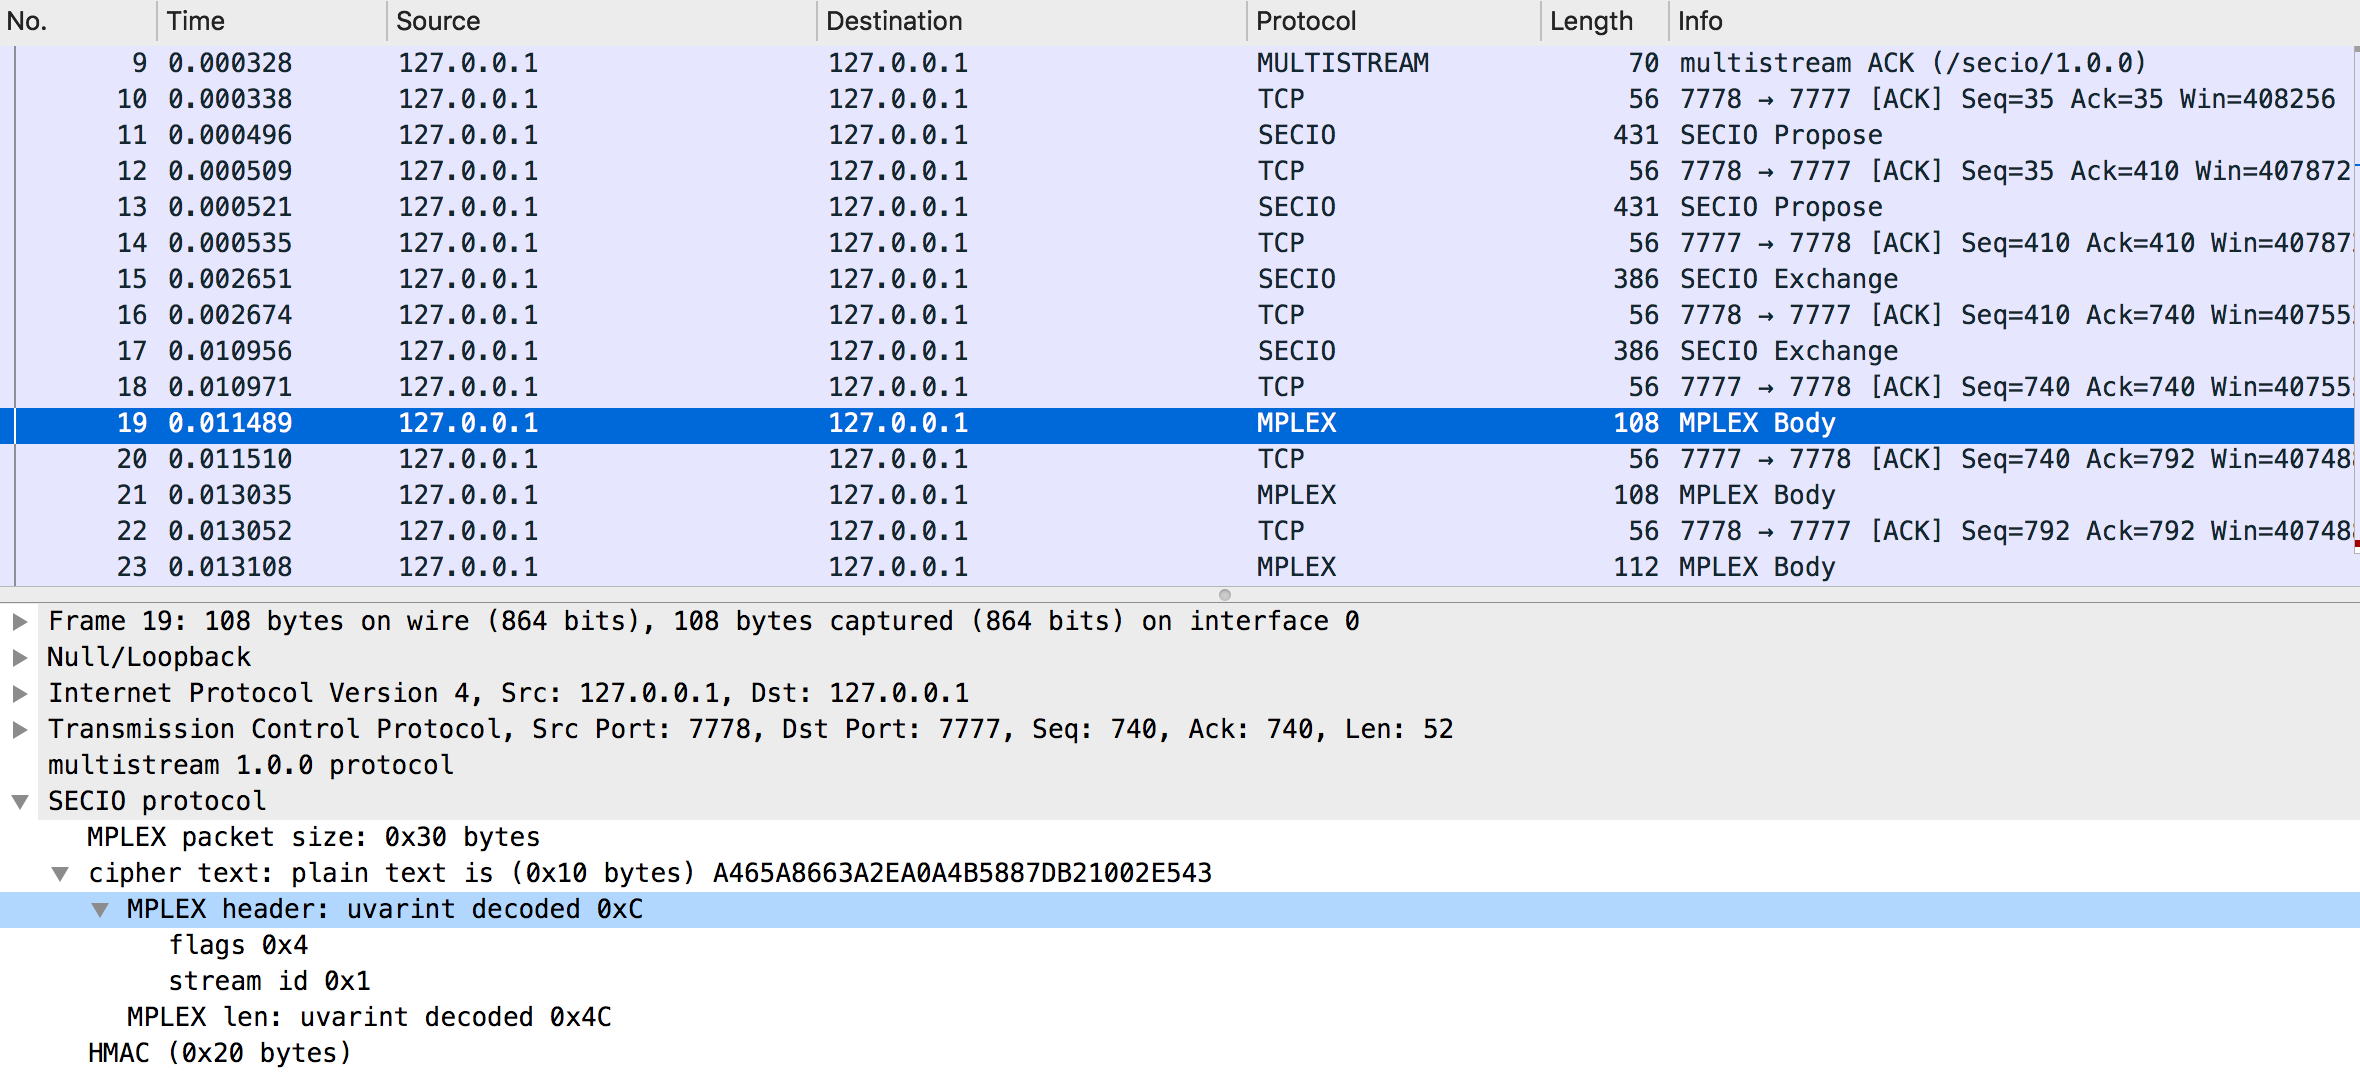 No. Time Source Destination Protocol Length Info
9 0.000328 127.0.0.1 127.0.0.1 MULTISTREAM 70 multistream ACK (/secio/1.0.0)
10 0.000338 127.0.0.1 127.0.0.1 TCP 56 7778 → 7777 [ACK] Seq=35 Ack=35 Win=408256
11 0.000496 127.0.0.1 127.0.0.1 SECIO 431 SECIO Propose
12 0.000509 127.0.0.1 127.0.0.1 TCP 56 7778 → 7777 [ACK] Seq=35 Ack=410 Win=407872
13 0.000521 127.0.0.1 127.0.0.1 SECIO 431 SECIO Propose
14 0.000535 127.0.0.1 127.0.0.1 TCP 56 7777 → 7778 [ACK] Seq=410 Ack=410 Win=40787
15 0.002651 127.0.0.1 127.0.0.1 SECIO 386 SECIO Exchange
16 0.002674 127.0.0.1 127.0.0.1 TCP 56 7778 → 7777 [ACK] Seq=410 Ack=740 Win=40755
17 0.010956 127.0.0.1 127.0.0.1 SECIO 386 SECIO Exchange
18 0.010971 127.0.0.1 127.0.0.1 TCP 56 7777 → 7778 [ACK] Seq=740 Ack=740 Win=40755
19 0.011489 127.0.0.1 127.0.0.1 MPLEX 108 MPLEX Body
20 0.011510 127.0.0.1 127.0.0.1 TCP 56 7777 → 7778 [ACK] Seq=740 Ack=792 Win=40748
21 0.013035 127.0.0.1 127.0.0.1 MPLEX 108 MPLEX Body
22 0.013052 127.0.0.1 127.0.0.1 TCP 56 7778 → 7777 [ACK] Seq=792 Ack=792 Win=40748
23 0.013108 127.0.0.1 127.0.0.1 MPLEX 112 MPLEX Body
Frame 19: 108 bytes on wire (864 bits), 108 bytes captured (864 bits) on interface 0
Null/Loopback
Internet Protocol Version 4, Src: 127.0.0.1, Dst: 127.0.0.1
Transmission Control Protocol, Src Port: 7778, Dst Port: 7777, Seq: 740, Ack: 740, Len: 52
multistream 1.0.0 protocol
SECIO protocol
MPLEX packet size: 0x30 bytes
cipher text: plain text is (0x10 bytes) A465A8663A2EA0A4B5887DB21002E543
MPLEX header: uvarint decoded 0xC
flags 0x4
stream id 0x1
MPLEX len: uvarint decoded 0x4C
HMAC (0x20 bytes)